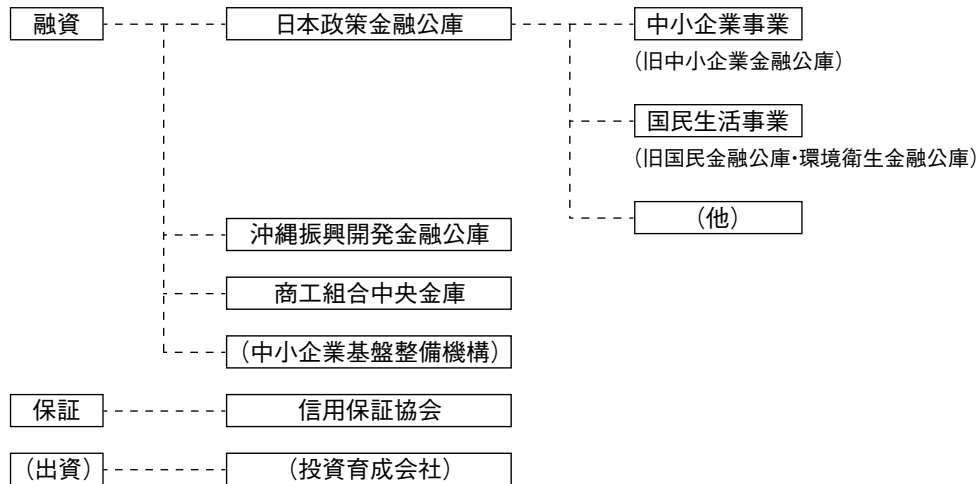 融資
日本政策金融公庫
中小企業事業
(旧中小企業金融公庫)
国民生活事業
(旧国民金融公庫・環境衛生金融公庫)
(他)
沖縄振興開発金融公庫
商工組合中央金庫
(中小企業基盤整備機構)
保証
信用保証協会
(出資)
(投資育成会社)